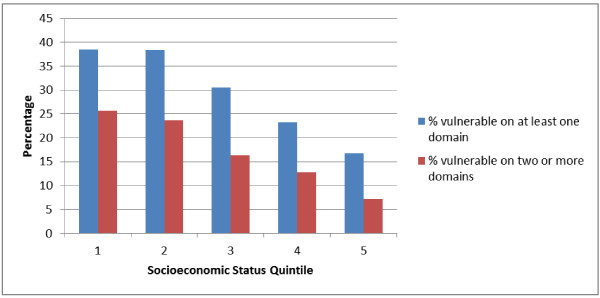 45
40
35
30
25
20
15
10
5
0
Percentage
1 2 3 4 5
Socioeconomic Status Quintile
% vulnerable on at least one
domain
% vulnerable on two or more
domains